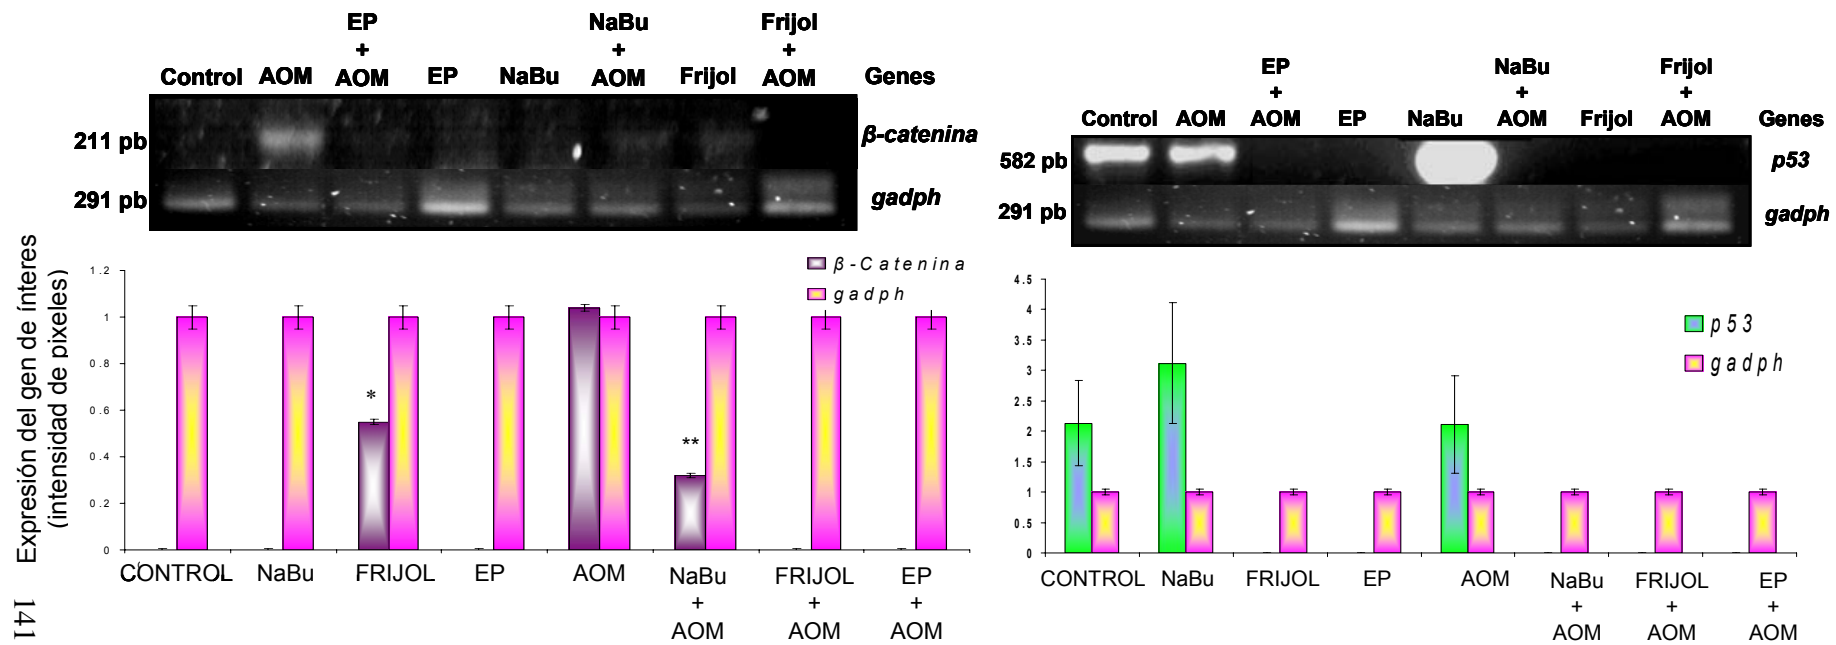 EP
+
AOM
NaBu
+
AOM
Frijol
+
AOM
Control AOM EP NaBu Frijol Genes
211 pb β-catenina
291 pb gadph
EP
+
AOM
NaBu
+
AOM
Frijol
+
AOM
Control AOM EP NaBu Frijol Genes
582 pb p53
291 pb gadph
Expresión del gen de ínteres
(intensidad de pixeles)
β-Catenina
gadph
1.2
1
0.8
0.6
0.4
0.2
0
*
**
CONTROL NaBu FRIJOL EP AOM NaBu + AOM FRIJOL + AOM EP + AOM
p53
gadph
4.5
4
3.5
3
2.5
2
1.5
1
0.5
0
CONTROL NaBu FRIJOL EP AOM NaBu + AOM FRIJOL + AOM EP + AOM
141